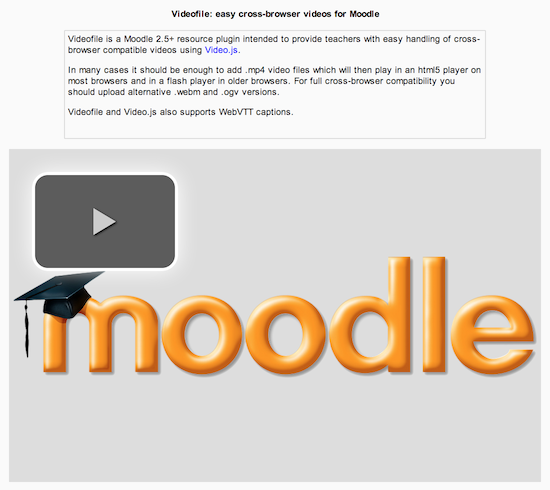 Videofile: easy cross-browser videos for Moodle
Videofile is a Moodle 2.5+ resource plugin intended to provide teachers with easy handling of cross-
browser compatible videos using Video.js.
In many cases it should be enough to add .mp4 video files which will then play in an html5 player on
most browsers and in a flash player in older browsers. For full cross-browser compatibility you
should upload alternative .webm and .ogv versions.
Videofile and Video.js also supports WebVTT captions.
moodle